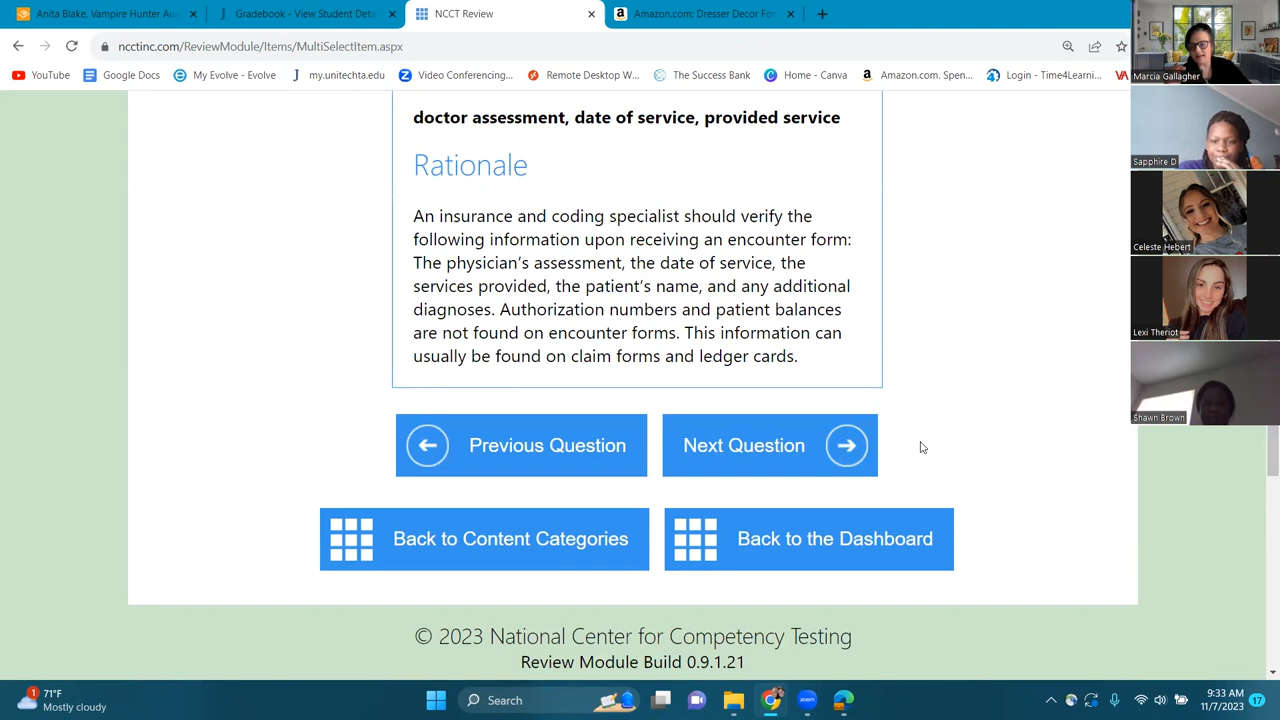 Anita Blake, Vampire Hunter Au
Gradebook - View Student Deta
NCCT Review
Amazon.com: Dresser Decor For
ncctinc.com/ReviewModule/Items/MultiSelectItem.aspx
YouTube
Google Docs
My Evolve - Evolve
my.unitechta.edu
Video Conferencing...
Remote Desktop W...
The Success Bank
Home - Canva
Amazon.com. Spen...
Login - Time4Learni...
VA
Marcia Gallagher
Sapphire D
Celeste Hebert
Lexi Theriot
Shawn Brown
doctor assessment, date of service, provided service
Rationale
An insurance and coding specialist should verify the
following information upon receiving an encounter form:
The physician's assessment, the date of service, the
services provided, the patient's name, and any additional
diagnoses. Authorization numbers and patient balances
are not found on encounter forms. This information can
usually be found on claim forms and ledger cards.
Previous Question
Next Question
Back to Content Categories
Back to the Dashboard
© 2023 National Center for Competency Testing
Review Module Build 0.9.1.21
1
71°F
Mostly cloudy
Search
9:33 AM
11/7/2023
17